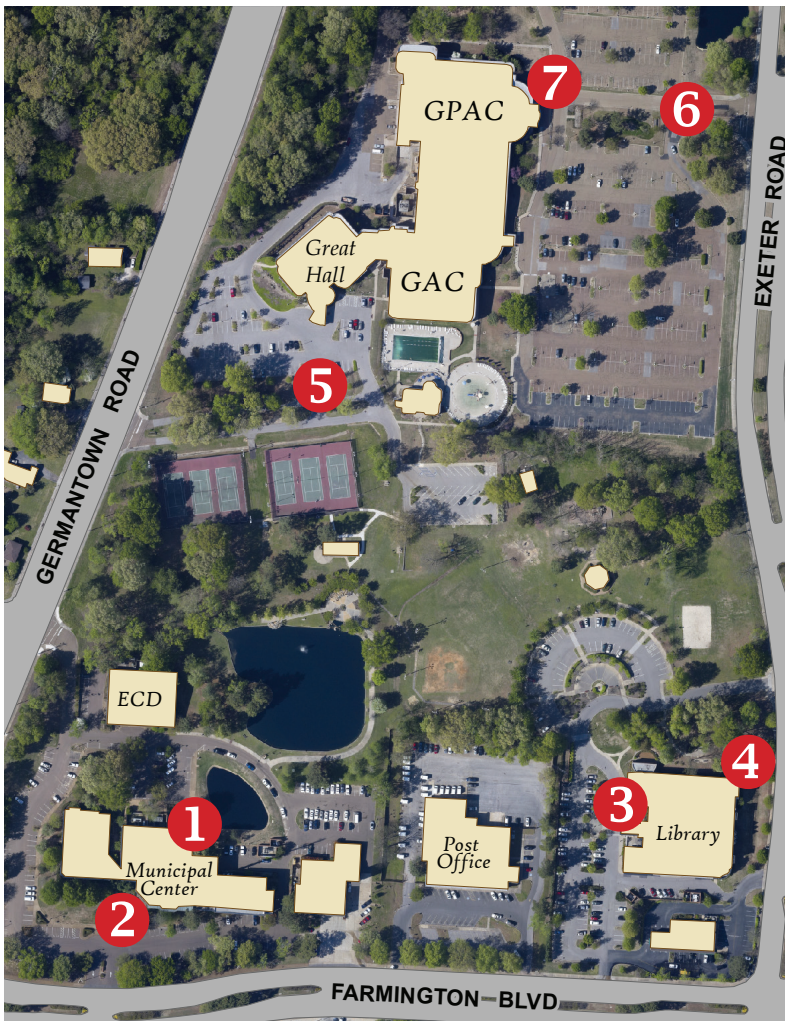 7
GPAC
6
EXETER ROAD
Great
Hall
GAC
5
GERMANTOWN ROAD
ECD
4
3
1
Library
Post
Office
Municipal
Center
2
FARMINGTON BLVD